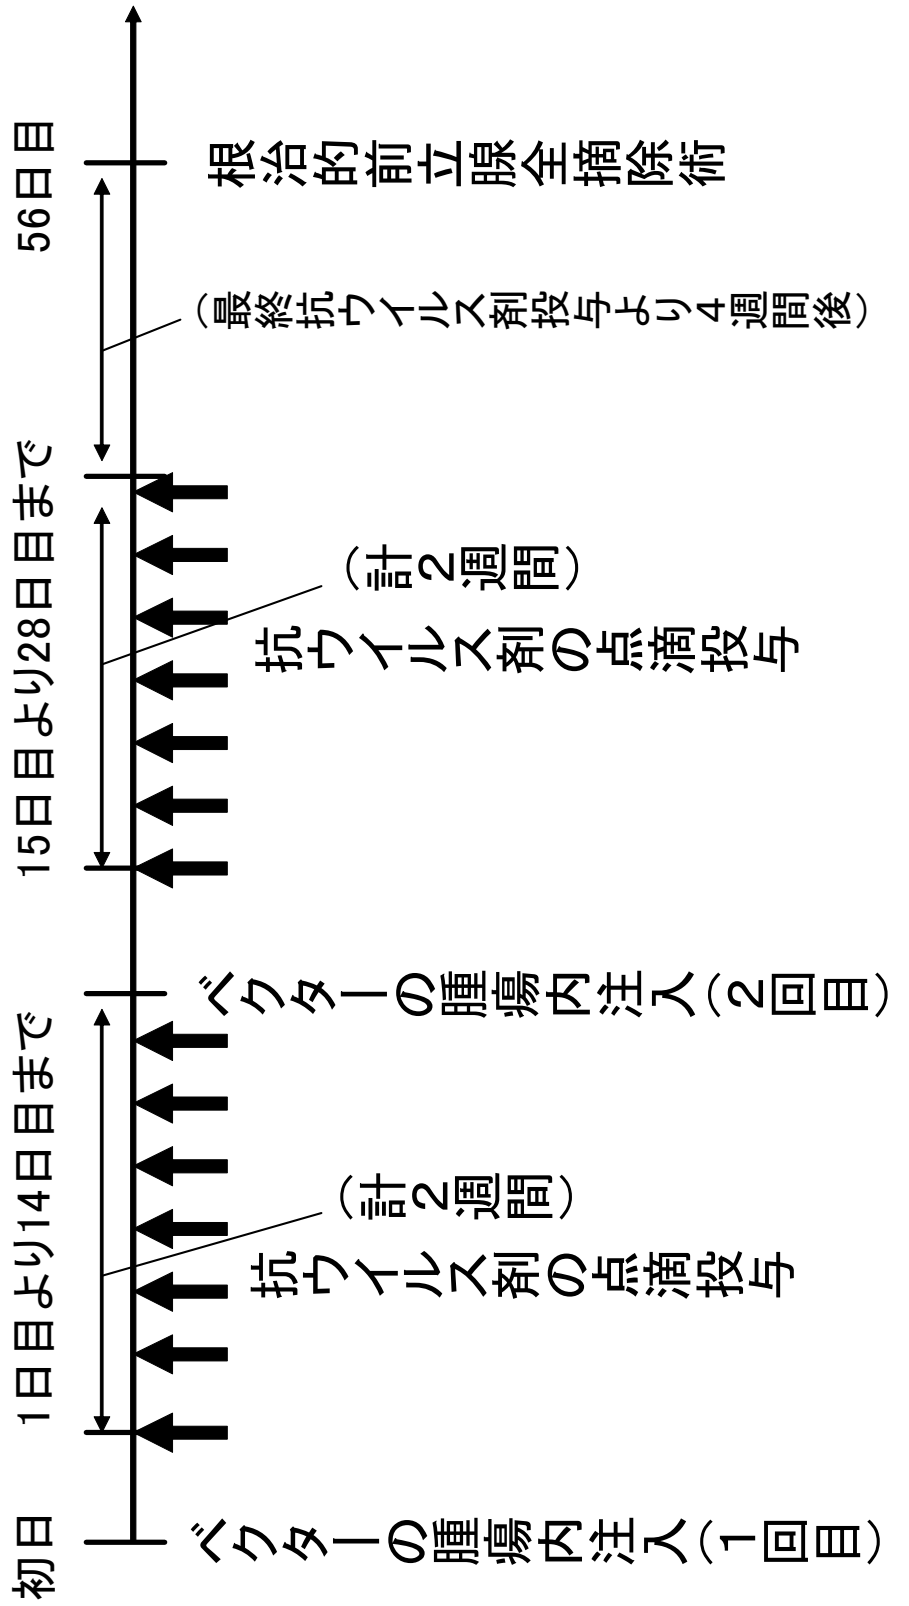 初日
1日目より14日目まで
15日目より28日目まで
56日目
ベクターの腫瘍内注入(1回目)
抗ウイルス剤の点滴投与
(計2週間)
ベクターの腫瘍内注入(2回目)
抗ウイルス剤の点滴投与
(計2週間)
(最終抗ウイルス剤投与より4週間後)
根治的前立腺全摘除術